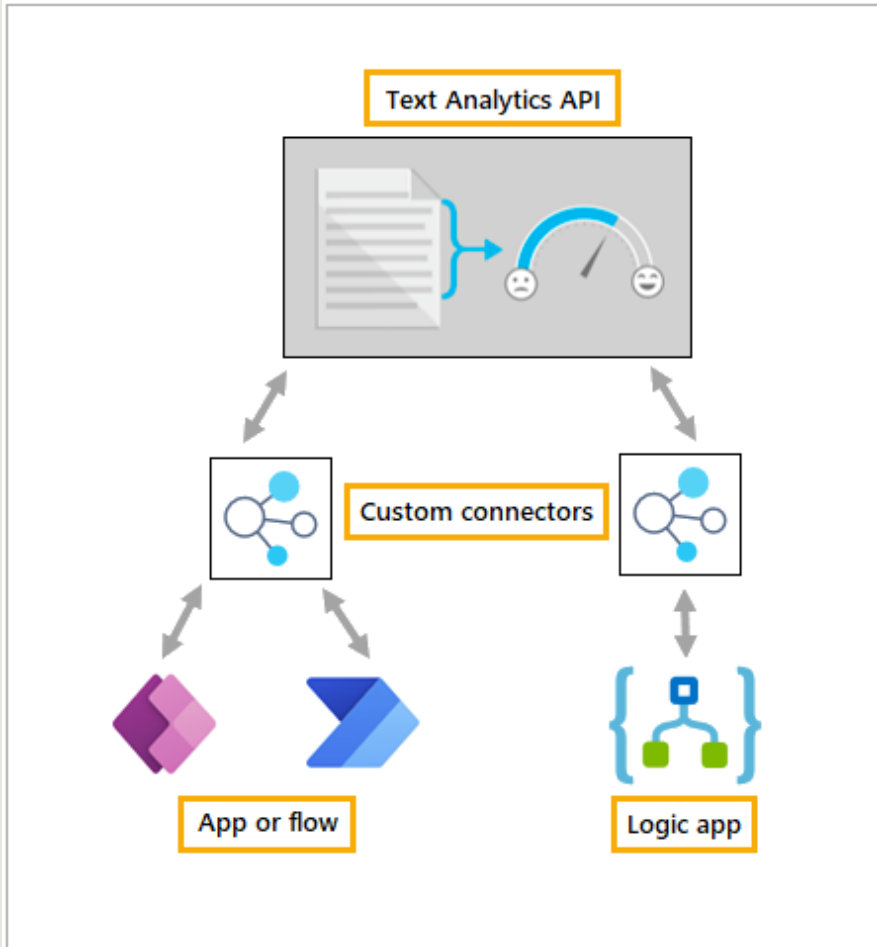 Text Analytics API
Custom connectors
App or flow
Logic app